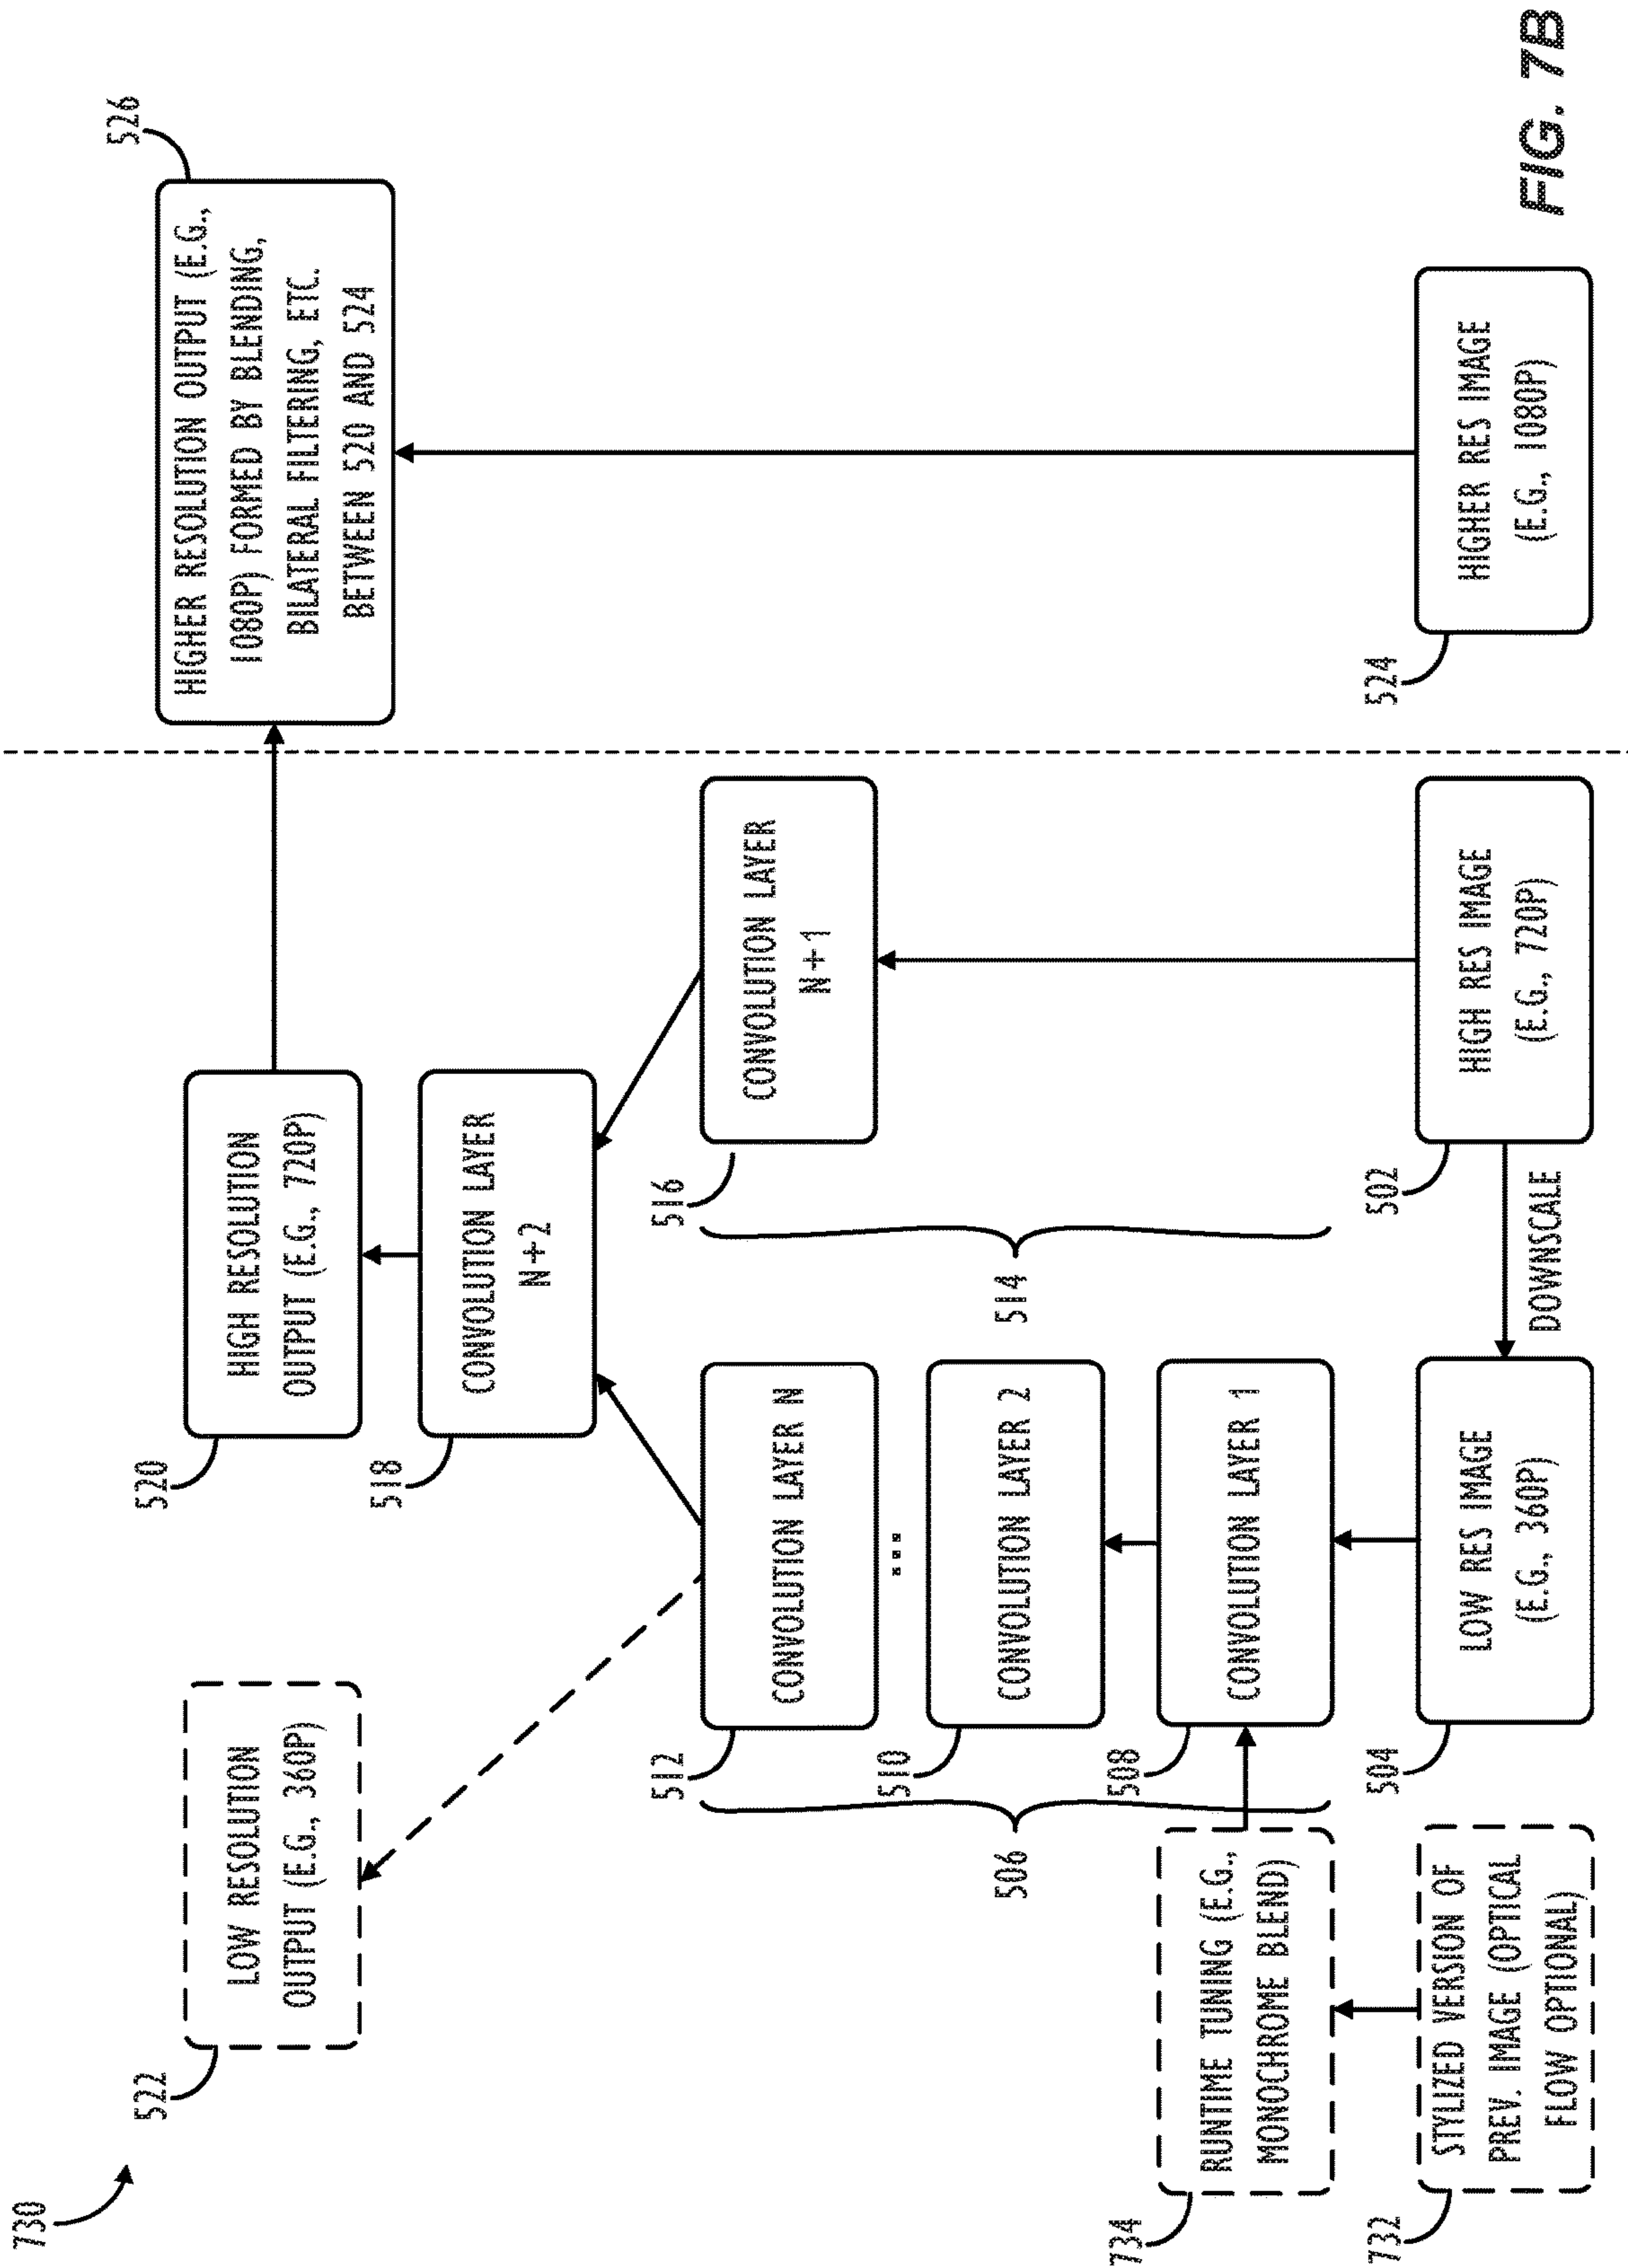 730
522
LOW RESOLUTION
OUTPUT (E.G., 360P)
520
HIGH RESOLUTION
OUTPUT (E.G., 720P)
526
HIGHER RESOLUTION OUTPUT (E.G.,
1080P) FORMED BY BLENDING,
BILATERAL FILTERING, ETC.
BETWEEN 520 AND 524
518
CONVOLUTION LAYER
N+2
512
CONVOLUTION LAYER N
516
CONVOLUTION LAYER
N+1
...
510
CONVOLUTION LAYER 2
506
514
734
RUNTIME TUNING (E.G.,
MONOCHROME BLEND)
508
CONVOLUTION LAYER 1
732
STYLIZED VERSION OF
PREV. IMAGE (OPTICAL
FLOW OPTIONAL)
504
LOW RES IMAGE
(E.G., 360P)
DOWNSCALE
502
HIGH RES IMAGE
(E.G., 720P)
524
HIGHER RES IMAGE
(E.G., 1080P)
FIG. 7B